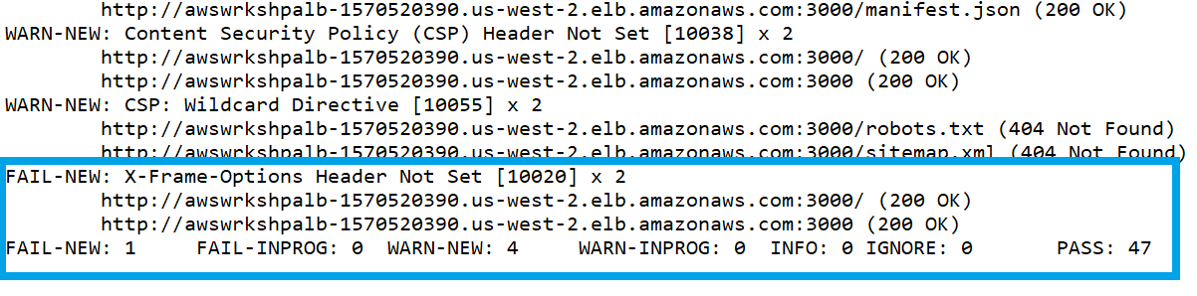 http://awswrkshpalb-1570520390.us-west-2.elb.amazonaws.com:3000/manifest.json (200 OK)
WARN-NEW: Content Security Policy (CSP) Header Not Set [10038] x 2
http://awswrkshpalb-1570520390.us-west-2.elb.amazonaws.com:3000/ (200 OK)
http://awswrkshpalb-1570520390.us-west-2.elb.amazonaws.com:3000 (200 OK)
WARN-NEW: CSP: Wildcard Directive [10055] x 2
http://awswrkshpalb-1570520390.us-west-2.elb.amazonaws.com:3000/robots.txt (404 Not Found)
http://awswrkshpalb-1570520390.us-west-2.elb.amazonaws.com:3000/sitemap.xml (404 Not Found)
FAIL-NEW: X-Frame-Options Header Not Set [10020] x 2
http://awswrkshpalb-1570520390.us-west-2.elb.amazonaws.com:3000/ (200 OK)
http://awswrkshpalb-1570520390.us-west-2.elb.amazonaws.com:3000 (200 OK)
FAIL-NEW: 1 FAIL-INPROG: 0 WARN-NEW: 4 WARN-INPROG: 0 INFO: 0 IGNORE: 0 PASS: 47